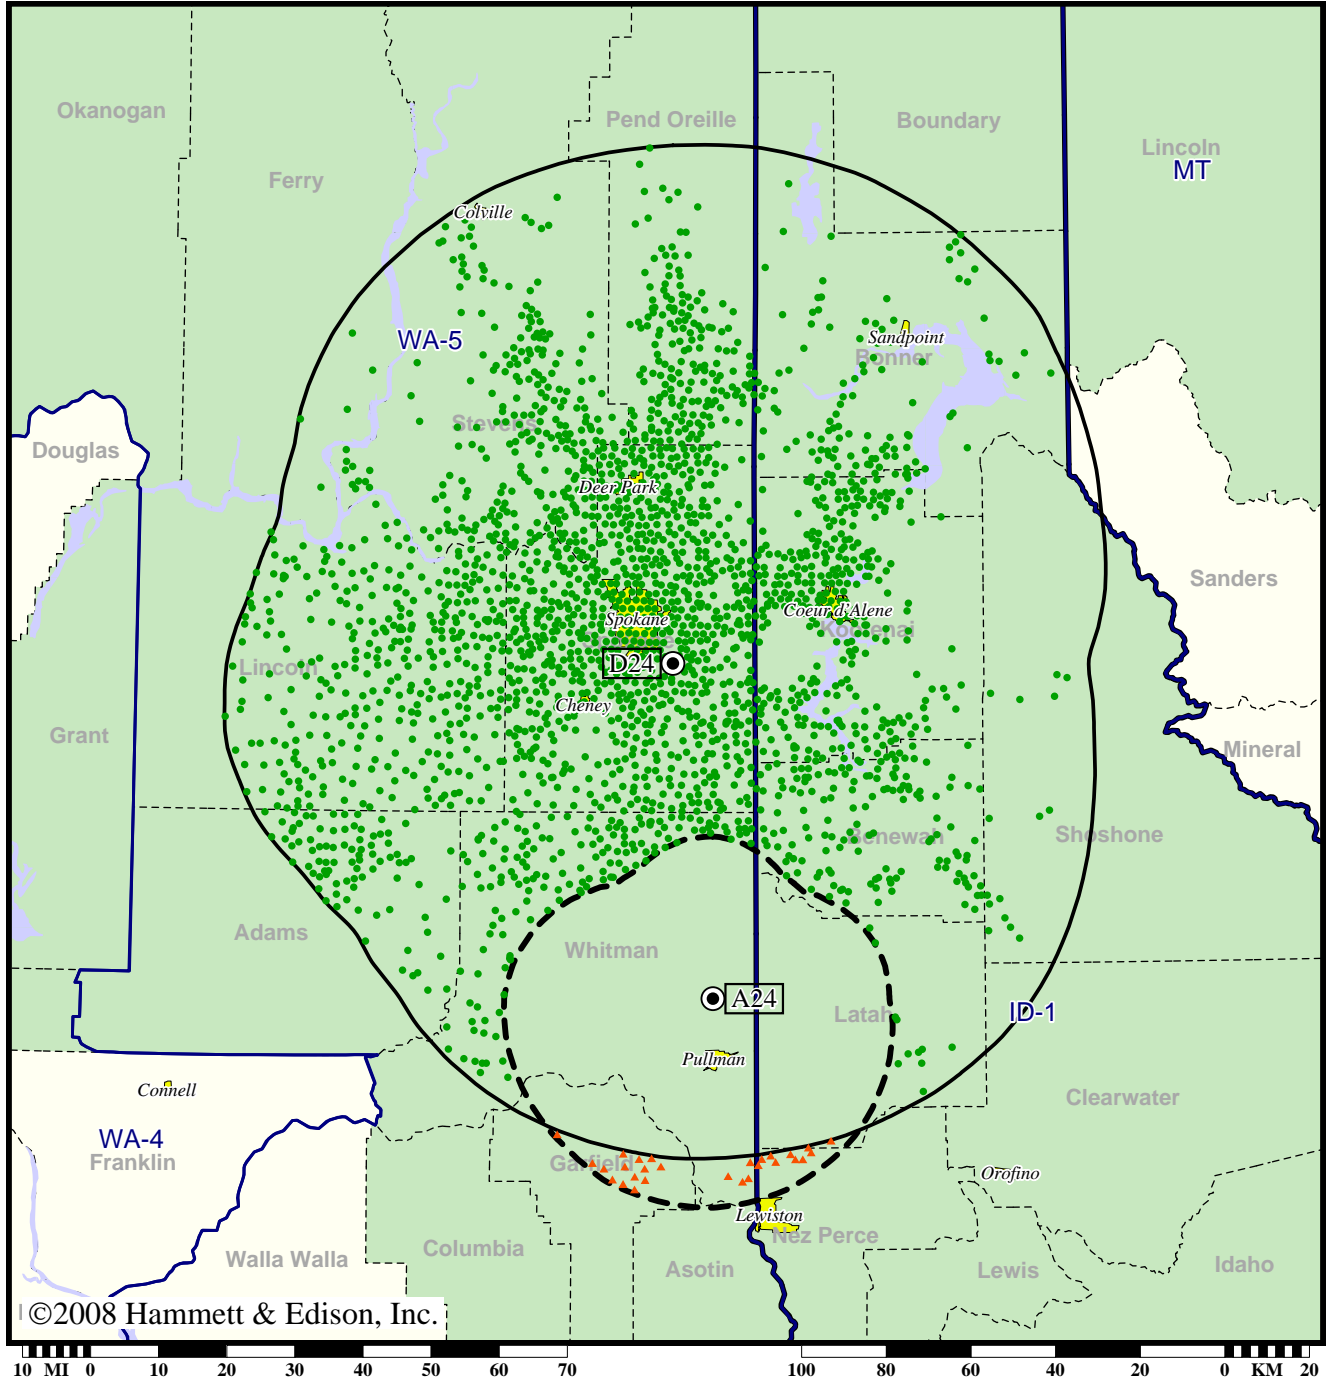 Okanogan
Pend Oreille
Boundary
Lincoln
MT
Ferry
Colville
WA-5
Sandpoint
Bonner
Stevens
Douglas
Deer Park
Sanders
Coeur d'Alene
Spokane
Kootenai
Spokane
D24
Lincoln
Cheney
Grant
Mineral
Benewah
Shoshone
Adams
Whitman
A24
Latah
ID-1
Pullman
Connell
Clearwater
WA-4
Franklin
Garfield
Orofino
Lewiston
Nez Perce
Columbia
Walla Walla
Asotin
Lewis
Idaho
©2008 Hammett & Edison, Inc.
10 MI 0 10 20 30 40 50 60 70 100 80 60 40 20 0 KM 20